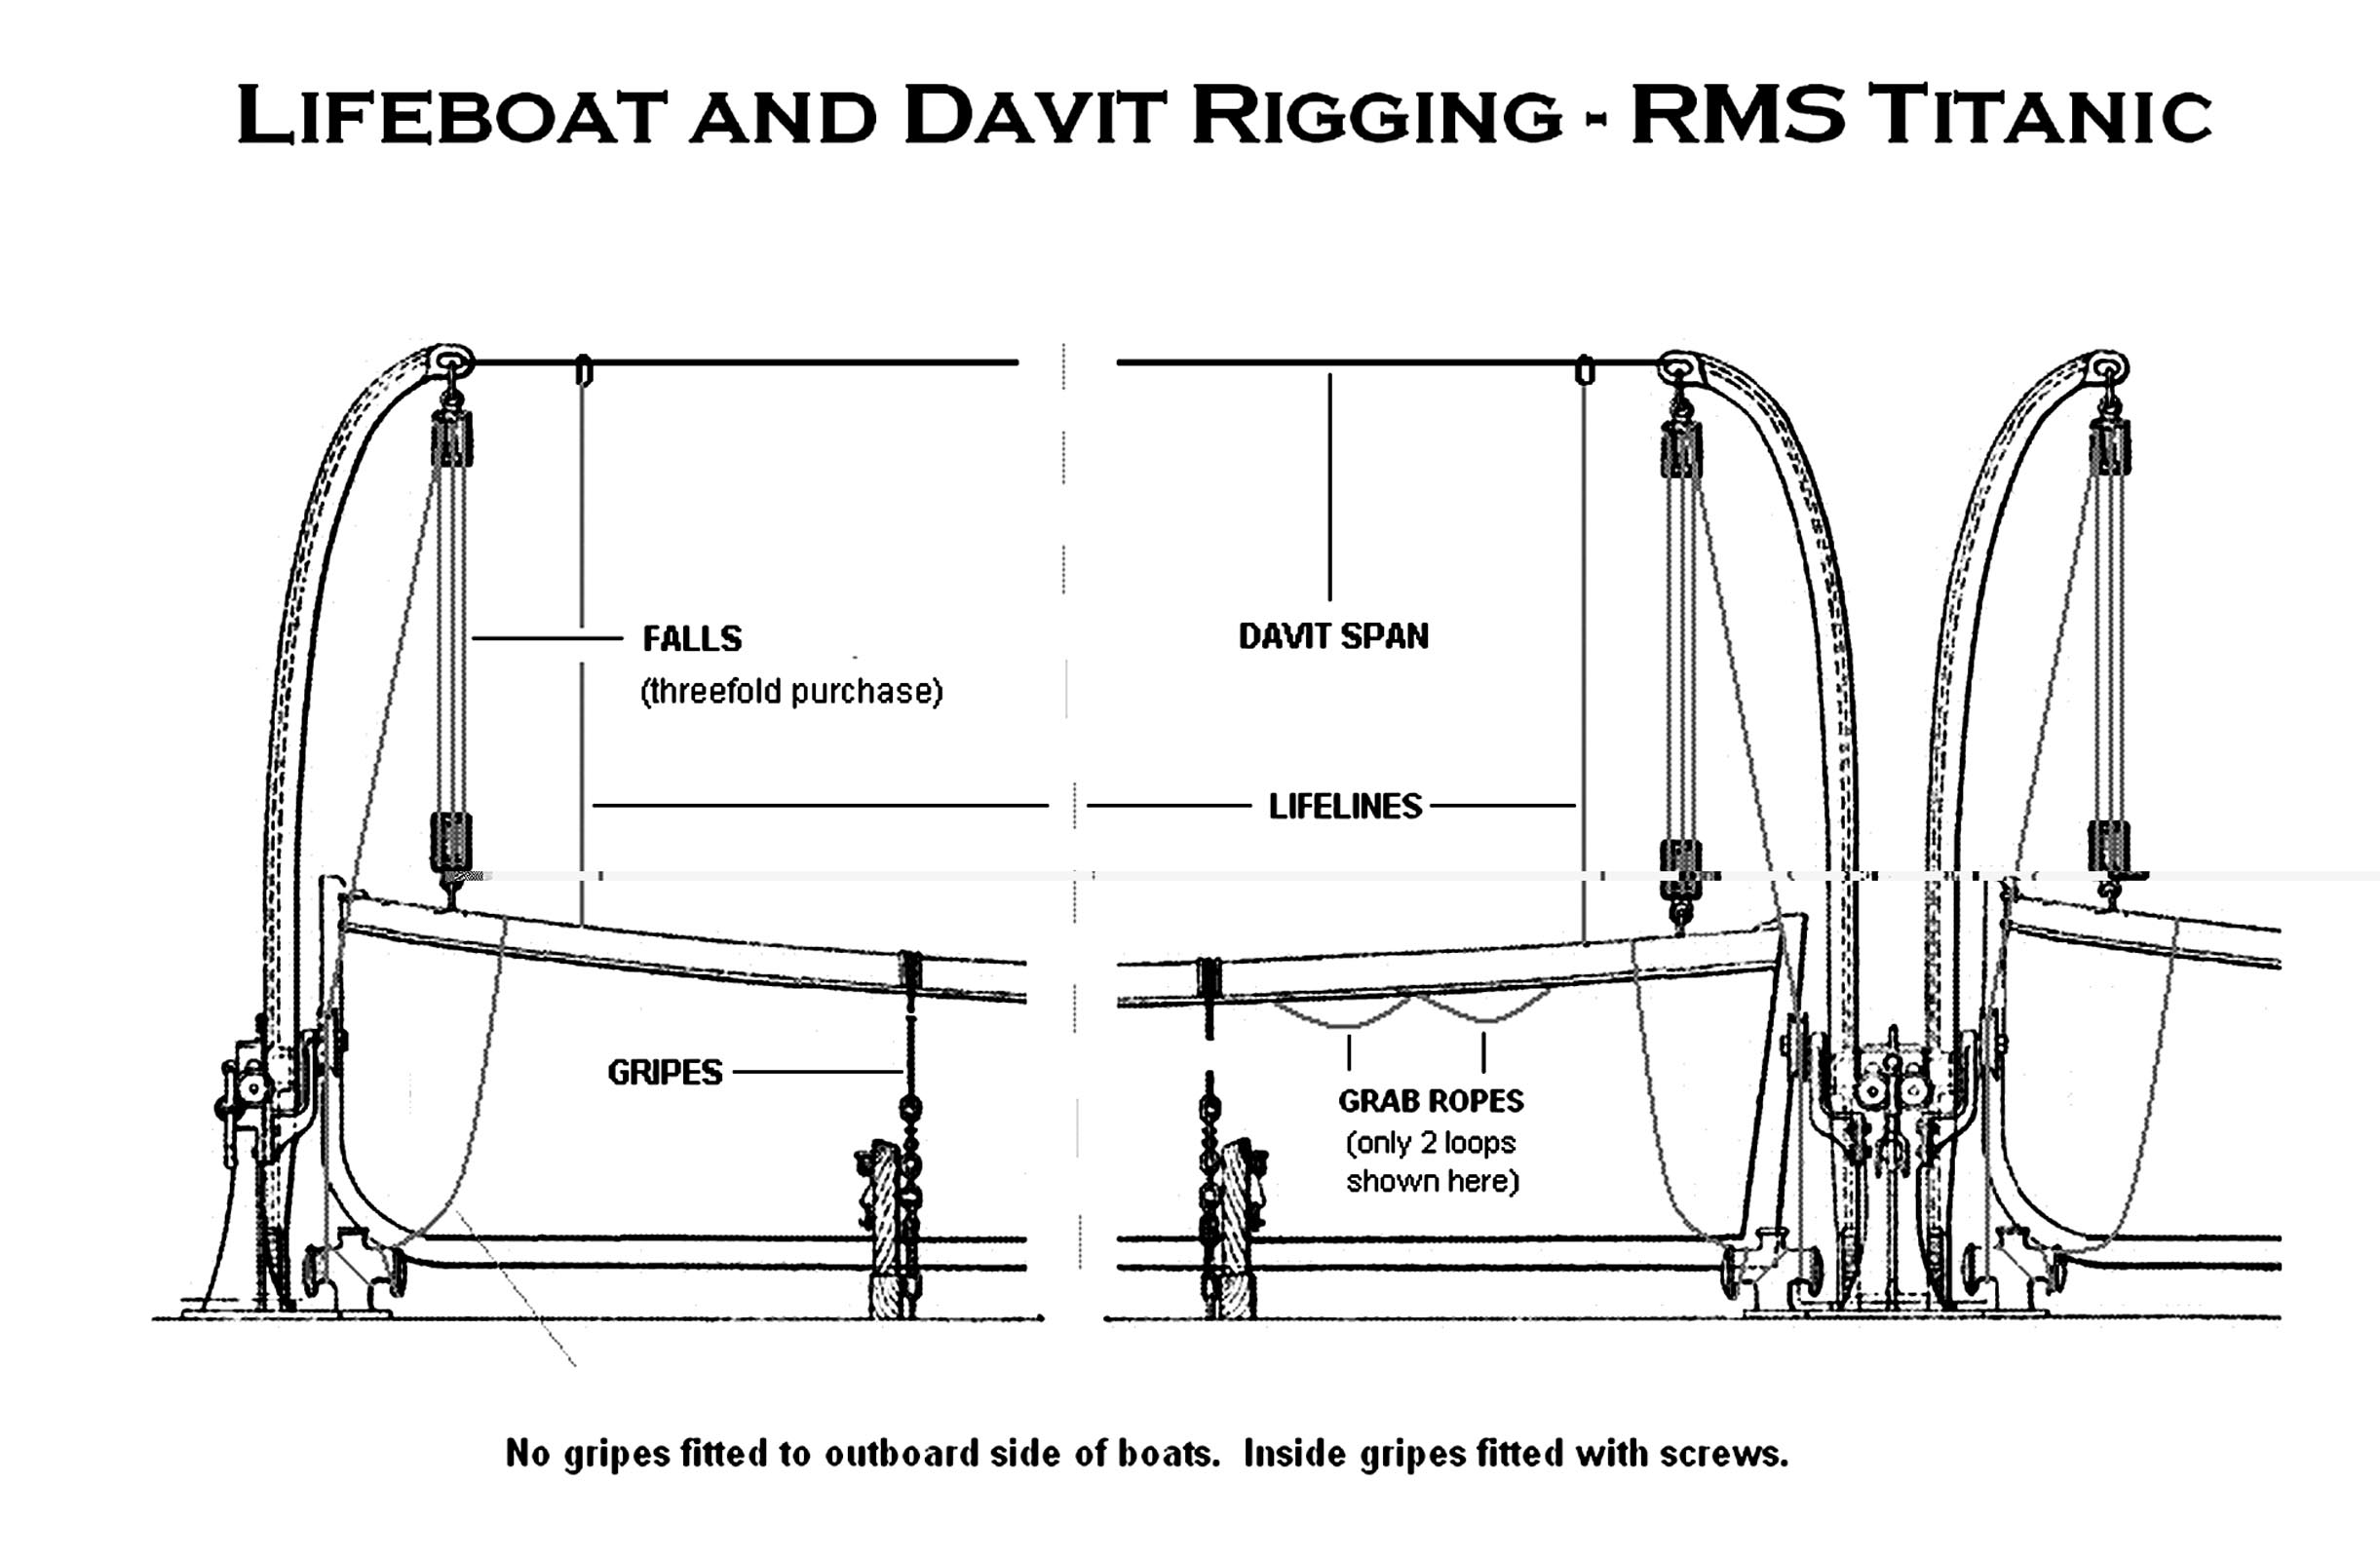 LIFEBOAT AND DAVIT RIGGING - RMS TITANIC
FALLS
(threefold purchase)
DAVIT SPAN
LIFELINES
GRIPES
GRAB ROPES
(only 2 loops
shown here)
No gripes fitted to outboard side of boats.  Inside gripes fitted with screws.